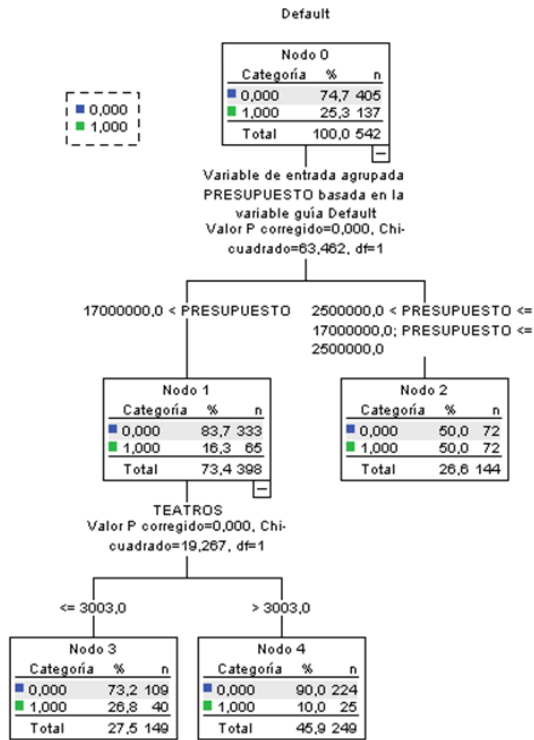 Default
0,000
1,000
Nodo 0
Categoría % n
0,000 74,7 405
1,000 25,3 137
Total 100,0 542
Variable de entrada agrupada
PRESUPUESTO basada en la
variable guía Default
Valor P corregido=0,000, Chi-
cuadrado=63,462, df=1
17000000,0 < PRESUPUESTO
2500000,0 < PRESUPUESTO <=
17000000,0; PRESUPUESTO <=
2500000,0
Nodo 1
Categoría % n
0,000 83,7 333
1,000 16,3 65
Total 73,4 398
Nodo 2
Categoría % n
0,000 50,0 72
1,000 50,0 72
Total 26,6 144
TEATROS
Valor P corregido=0,000, Chi-
cuadrado=19,267, df=1
<= 3003,0
> 3003,0
Nodo 3
Categoría % n
0,000 73,2 109
1,000 26,8 40
Total 27,5 149
Nodo 4
Categoría % n
0,000 90,0 224
1,000 10,0 25
Total 45,9 249